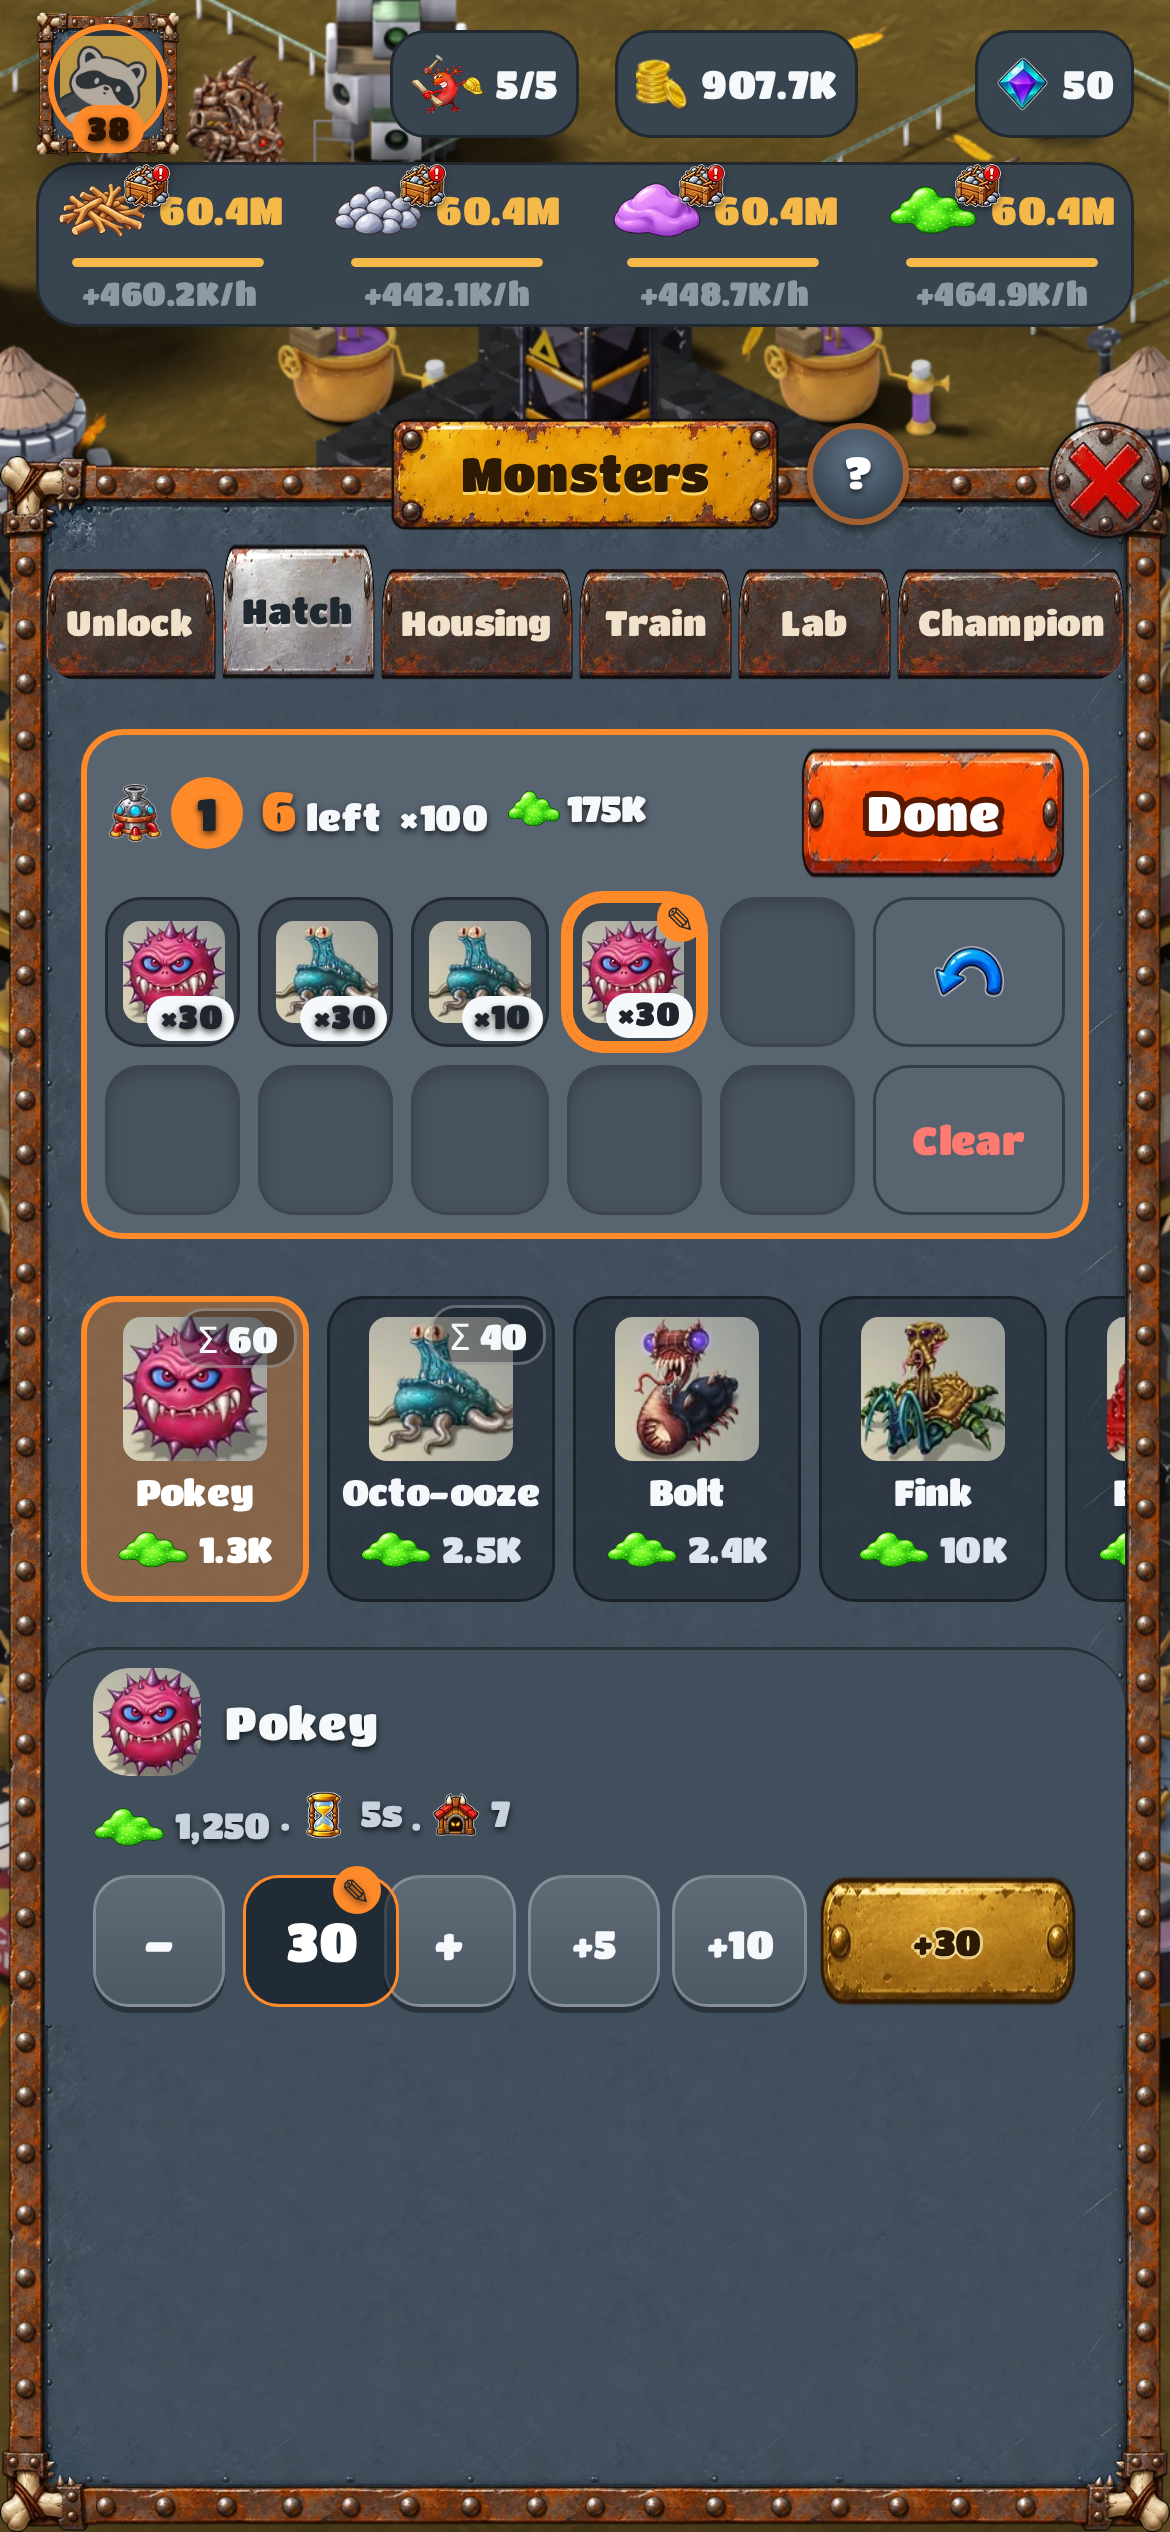 38
5/5
907.7K
50
60.4M
60.4M
60.4M
60.4M
+460.2K/h
+442.1K/h
+448.7K/h
+464.9K/h
Monsters
?
Unlock
Hatch
Housing
Train
Lab
Champion
1
6 left ×100
175K
Done
×30
×30
×10
×30
Clear
Σ 60
Σ 40
Pokey
Octo-ooze
Bolt
Fink
1.3K
2.5K
2.4K
10K
Pokey
1,250 · 5s · 7
-
30
+
+5
+10
+30